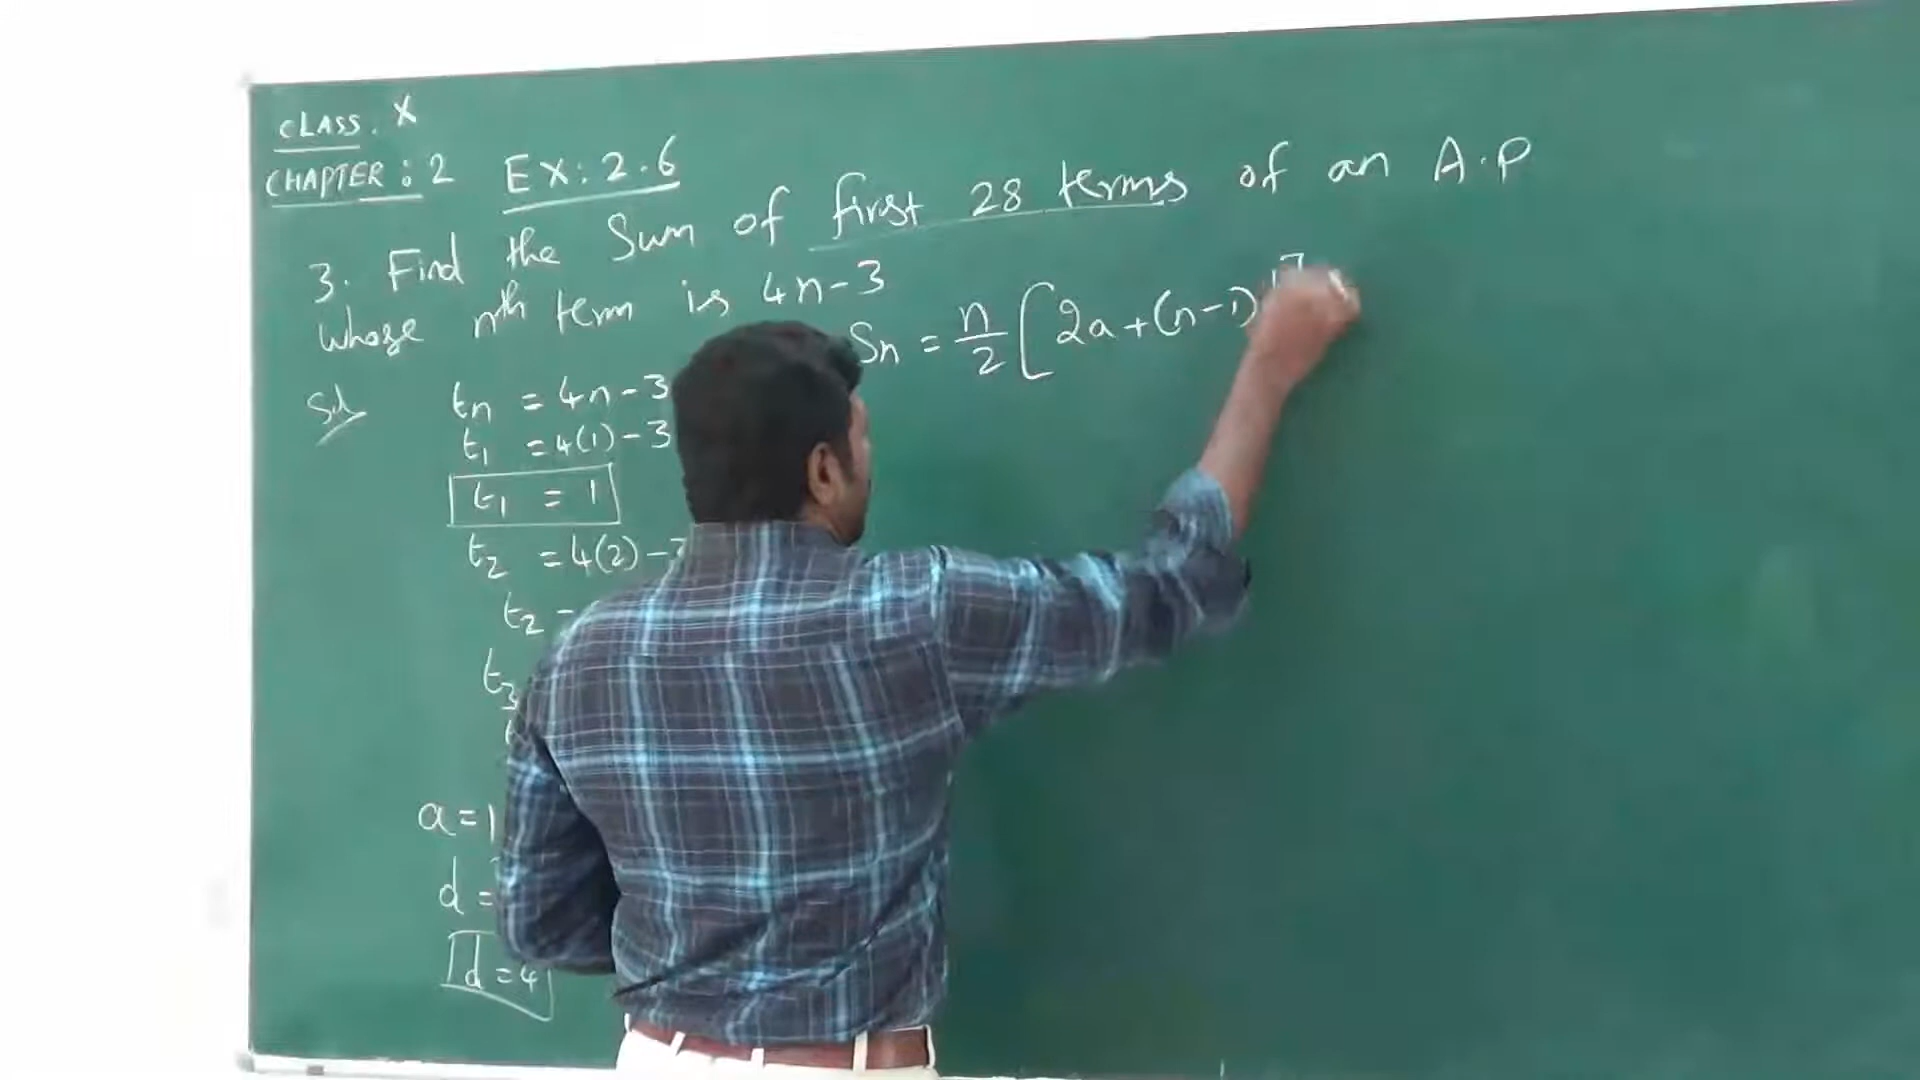 CLASS. X
CHAPTER: 2 EX: 2.6
3. Find the Sum of first 28 terms of an A.P
whose nth term is 4n-3
Sol
tn = 4n-3
t1 = 4(1)-3
t1 = 1
t2 = 4(2)-3
t2 =
t3
a=1
d =
d = 4
Sn = n/2 [2a+(n-1)